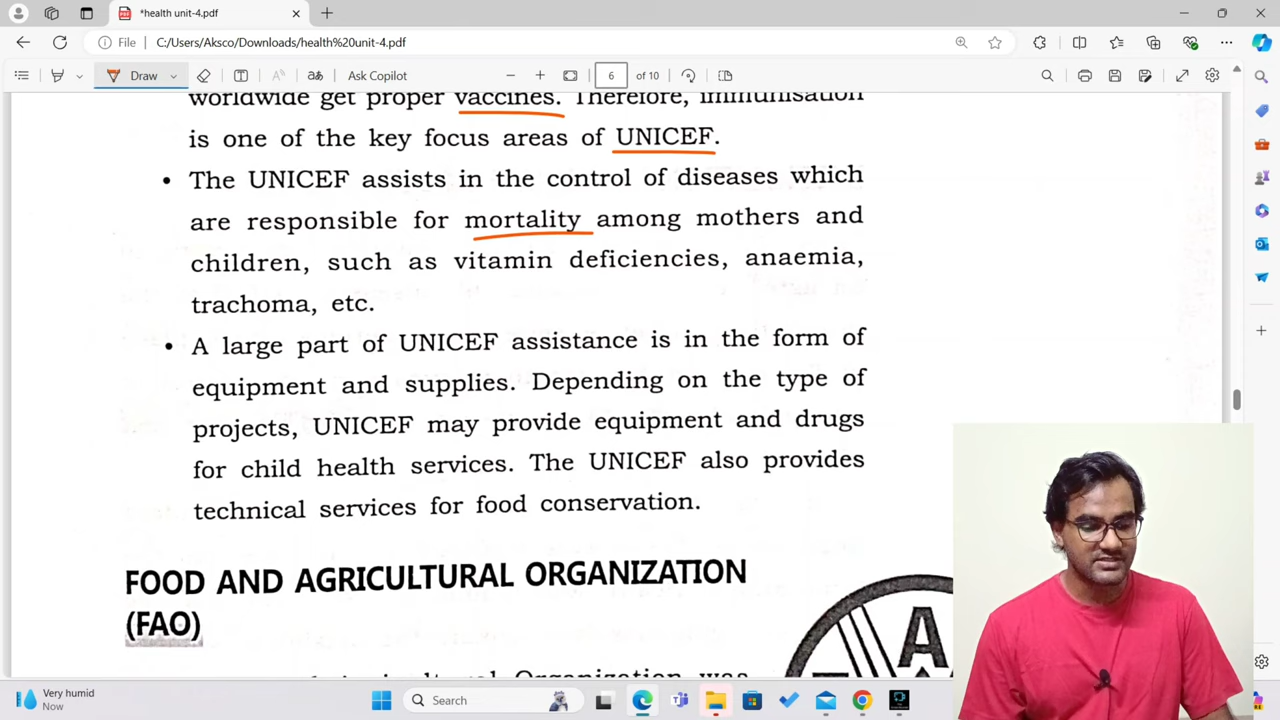 *health unit-4.pdf
File
C:/Users/Aksco/Downloads/health%20unit-4.pdf
Draw
Ask Copilot
6
of 10
worldwide get proper vaccines. Therefore, immunisation
is one of the key focus areas of UNICEF.
• The UNICEF assists in the control of diseases which
are responsible for mortality among mothers and
children, such as vitamin deficiencies, anaemia,
trachoma, etc.
• A large part of UNICEF assistance is in the form of
equipment and supplies. Depending on the type of
projects, UNICEF may provide equipment and drugs
for child health services. The UNICEF also provides
technical services for food conservation.
FOOD AND AGRICULTURAL ORGANIZATION
(FAO)
A
Organization was
Very humid
Now
Search